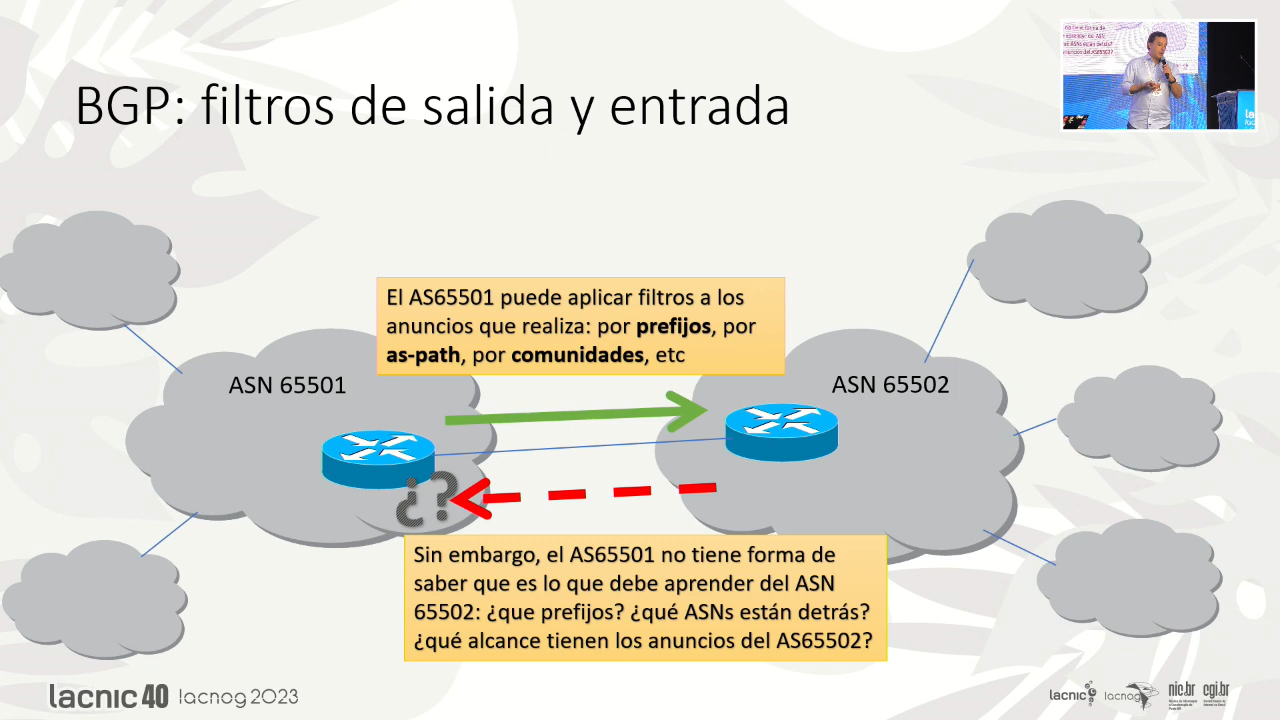 BGP: filtros de salida y entrada
El AS65501 puede aplicar filtros a los
anuncios que realiza: por prefijos, por
as-path, por comunidades, etc
ASN 65501
ASN 65502
¿?
Sin embargo, el AS65501 no tiene forma de
saber que es lo que debe aprender del ASN
65502: ¿que prefijos? ¿qué ASNs están detrás?
¿qué alcance tienen los anuncios del AS65502?
lacnic 40 lacnog 2023
lacnic lacnog nic.br cgi.br